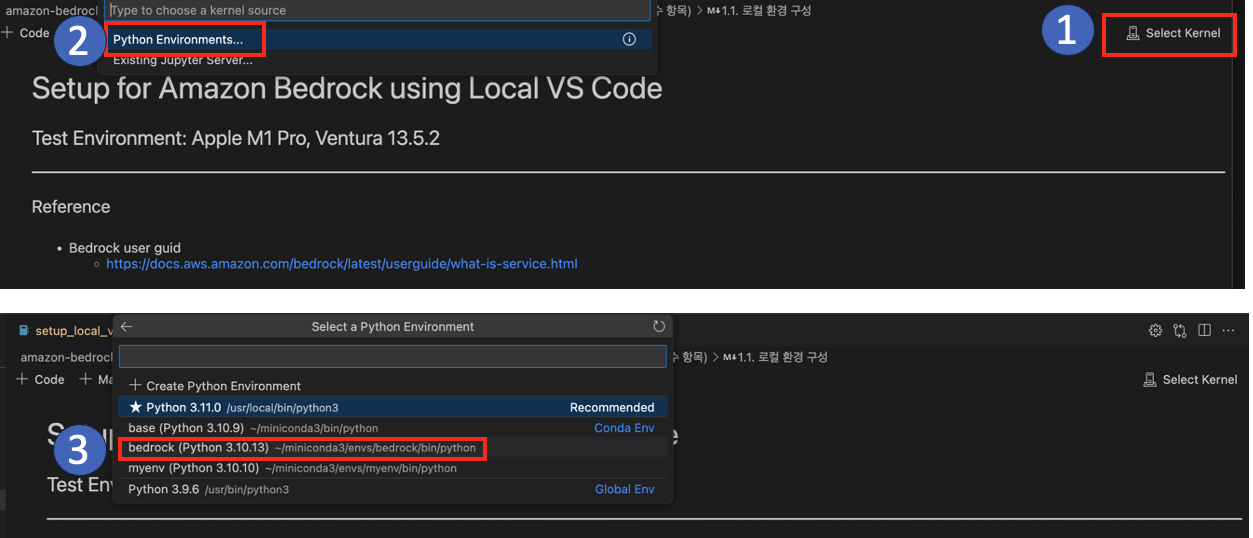 amazon-bedrock
Type to choose a kernel source
수 항목) > M↓1.1. 로컬 환경 구성
+ Code
2
Python Environments...
1
Select Kernel
Existing Jupyter Server...
Setup for Amazon Bedrock using Local VS Code
Test Environment: Apple M1 Pro, Ventura 13.5.2
Reference
• Bedrock user guid
○ https://docs.aws.amazon.com/bedrock/latest/userguide/what-is-service.html
setup_local_v
Select a Python Environment
amazon-bedroc
수 항목) > M↓1.1. 로컬 환경 구성
+ Code + Ma
Select Kernel
+ Create Python Environment
★ Python 3.11.0 /usr/local/bin/python3 Recommended
base (Python 3.10.9) ~/miniconda3/bin/python Conda Env
3
bedrock (Python 3.10.13) ~/miniconda3/envs/bedrock/bin/python
myenv (Python 3.10.10) ~/miniconda3/envs/myenv/bin/python
Test Env
Python 3.9.6 /usr/bin/python3 Global Env